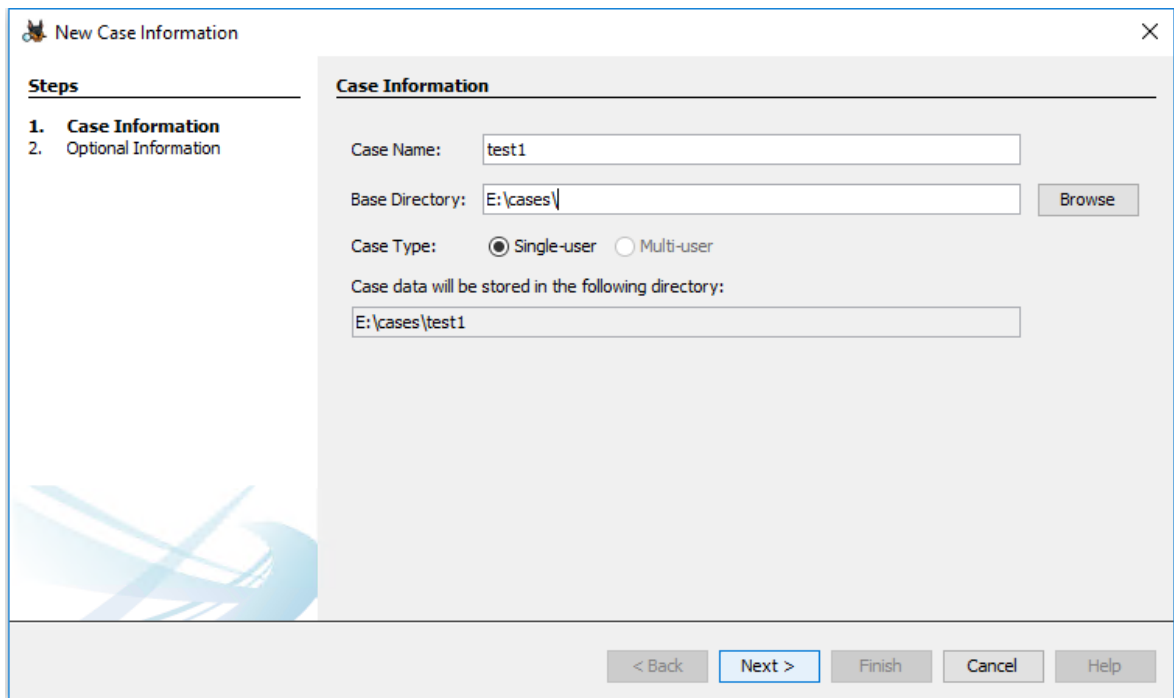 New Case Information
Steps
1. Case Information
2. Optional Information
Case Information
Case Name: test1
Base Directory: E:\cases\ Browse
Case Type: Single-user Multi-user
Case data will be stored in the following directory:
E:\cases\test1
< Back Next > Finish Cancel Help